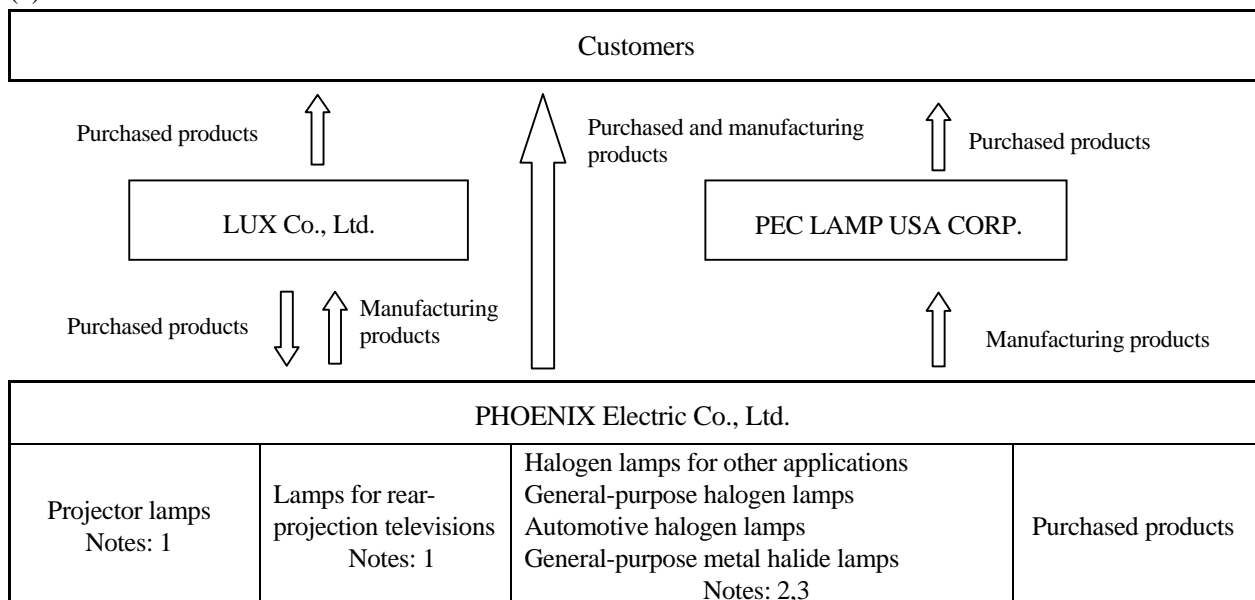 Customers
Purchased products
Purchased and manufacturing
products
Purchased products
LUX Co., Ltd.
PEC LAMP USA CORP.
Purchased products
Manufacturing
products
Manufacturing products
PHOENIX Electric Co., Ltd.
Projector lamps
Notes: 1
Lamps for rear-
projection televisions
Notes: 1
Halogen lamps for other applications
General-purpose halogen lamps
Automotive halogen lamps
General-purpose metal halide lamps
Notes: 2,3
Purchased products